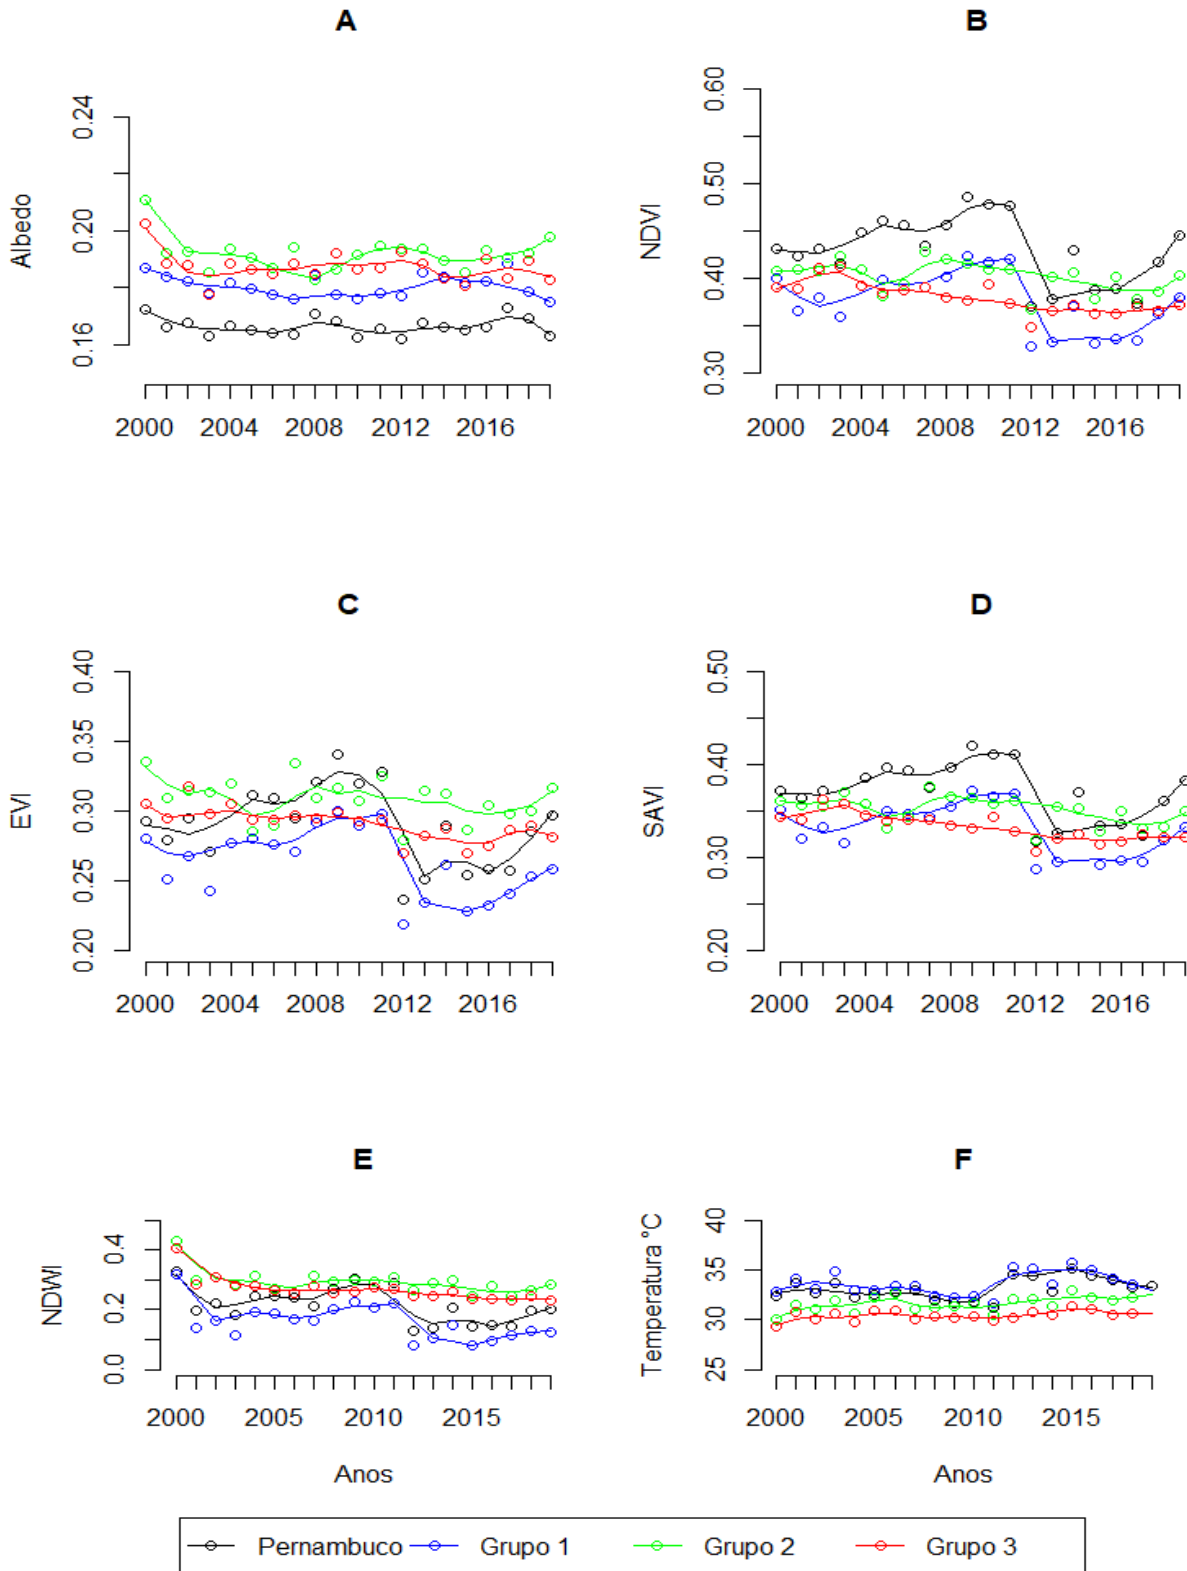 A
Albedo
0.24
0.20
0.16
2000 2004 2008 2012 2016
B
NDVI
0.60
0.50
0.40
0.30
2000 2004 2008 2012 2016
C
EVI
0.40
0.35
0.30
0.25
0.20
2000 2004 2008 2012 2016
D
SAVI
0.50
0.40
0.30
0.20
2000 2004 2008 2012 2016
E
NDWI
0.4
0.2
0.0
2000 2005 2010 2015
Anos
F
Temperatura °C
40
35
30
25
2000 2005 2010 2015
Anos
Pernambuco Grupo 1 Grupo 2 Grupo 3